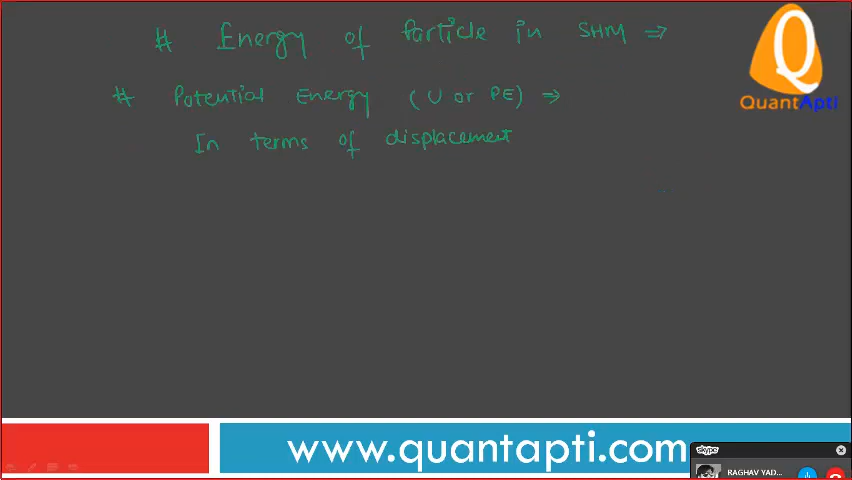 # Energy of Particle in SHM ⇒
QuantApti
# Potential Energy (U or PE) ⇒
In terms of displacement
www.quantapti.com
skype
RAGHAV YAD...